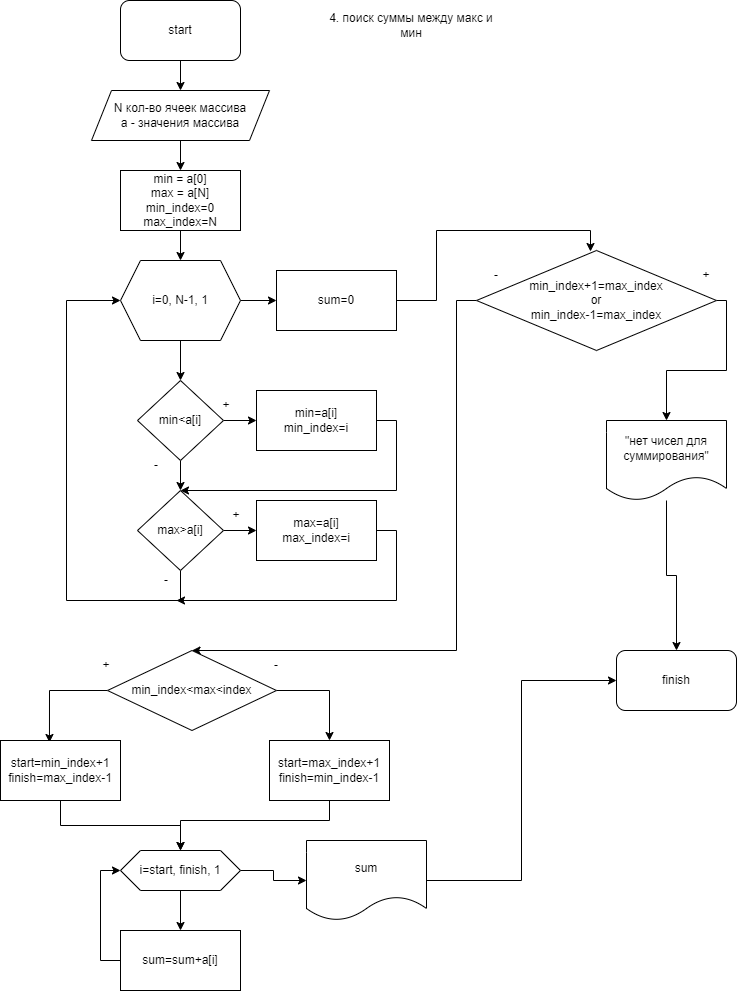 start
4. поиск суммы между макс и
мин
N кол-во ячеек массива
a - значения массива
min = a[0]
max = a[N]
min_index=0
max_index=N
i=0, N-1, 1
sum=0
-
+
min_index+1=max_index
or
min_index-1=max_index
min<a[i]
+
-
min=a[i]
min_index=i
"нет чисел для
суммирования"
max>a[i]
+
-
max=a[i]
max_index=i
+
-
min_index<max<index
finish
start=min_index+1
finish=max_index-1
start=max_index+1
finish=min_index-1
i=start, finish, 1
sum
sum=sum+a[i]